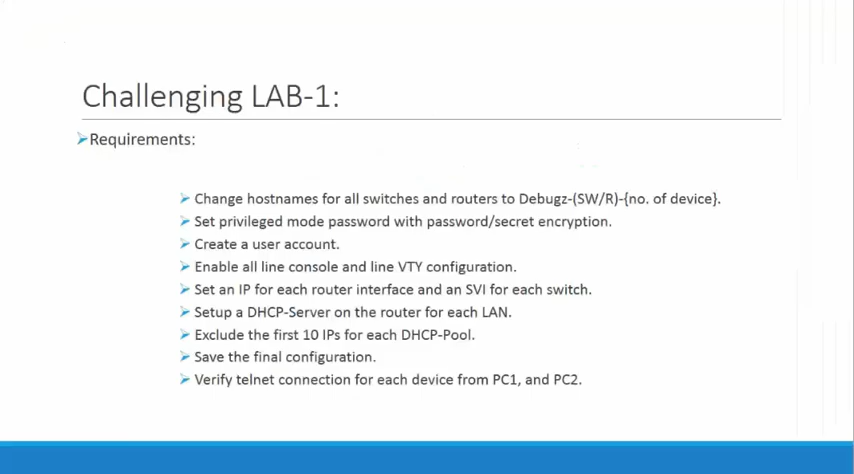 Challenging LAB-1:
Requirements:
Change hostnames for all switches and routers to Debugz-(SW/R)-{no. of device}.
Set privileged mode password with password/secret encryption.
Create a user account.
Enable all line console and line VTY configuration.
Set an IP for each router interface and an SVI for each switch.
Setup a DHCP-Server on the router for each LAN.
Exclude the first 10 IPs for each DHCP-Pool.
Save the final configuration.
Verify telnet connection for each device from PC1, and PC2.